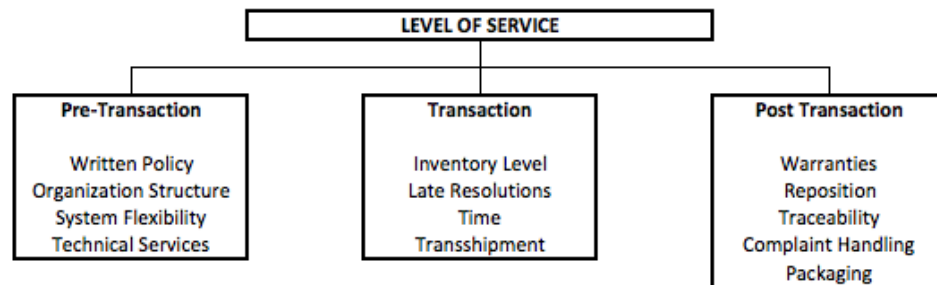 LEVEL OF SERVICE
Pre-Transaction
Written Policy
Organization Structure
System Flexibility
Technical Services
Transaction
Inventory Level
Late Resolutions
Time
Transshipment
Post Transaction
Warranties
Reposition
Traceability
Complaint Handling
Packaging